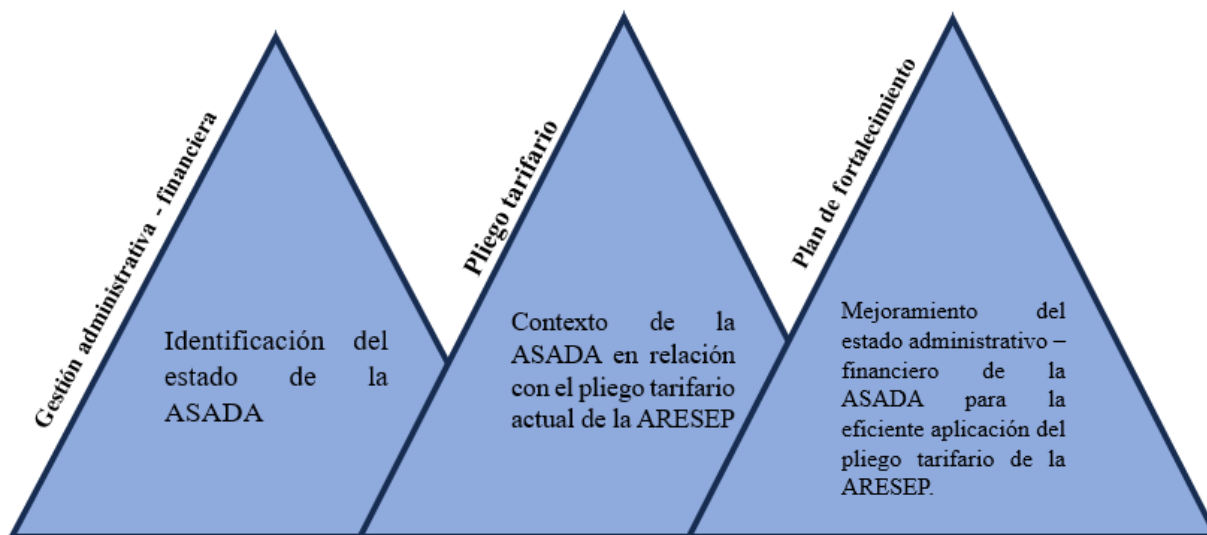 Gestión administrativa - financiera
Identificación del
estado de la
ASADA
Pliego tarifario
Contexto de la
ASADA en relación
con el pliego tarifario
actual de la ARESEP
Plan de fortalecimiento
Mejoramiento del
estado administrativo –
financiero de la
ASADA para la
eficiente aplicación del
pliego tarifario de la
ARESEP.